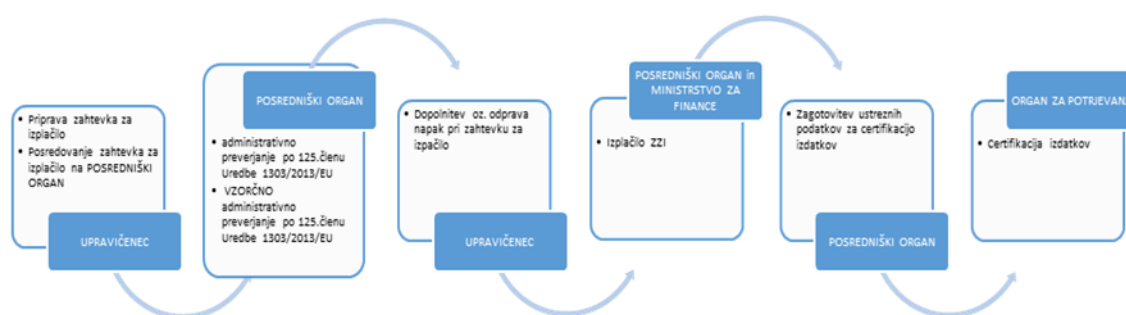 Priprava zahtevka za
izplačilo
Posredovanje zahtevka za
izplačilo na POSREDNIŠKI
ORGAN
UPRAVIČENEC
POSREDNIŠKI ORGAN
administrativno
preverjanje po 125.členu
Uredbe 1303/2013/EU
VZORČNO
administrativno
preverjanje po 125.členu
Uredbe 1303/2013/EU
Dopolnitev oz. odprava
napak pri zahtevku za
izpačilo
UPRAVIČENEC
POSREDNIŠKI ORGAN in
MINISTRSTVO ZA
FINANCE
Izplačilo ZZI
Zagotovitev ustreznih
podatkov za certifikacijo
izdatkov
POSREDNIŠKI ORGAN
ORGAN ZA POTRJEVAN
Certifikacija izdatkov